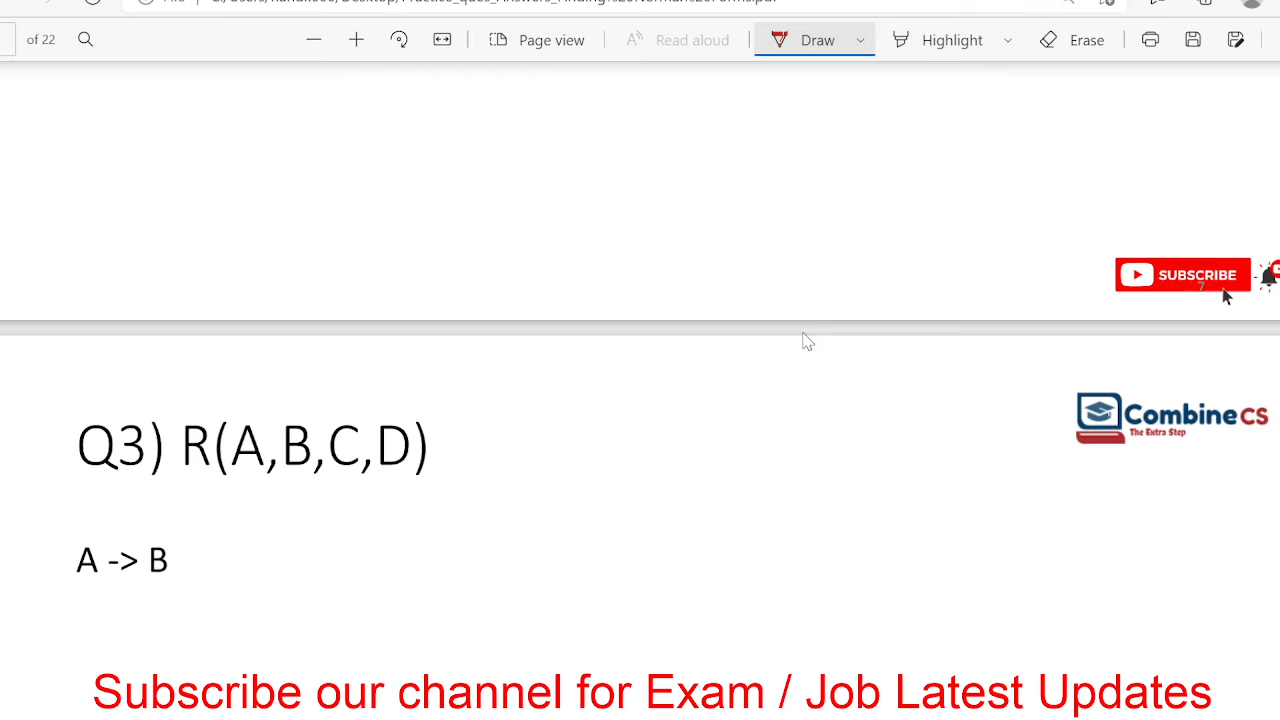 of 22
Page view
Read aloud
Draw
Highlight
Erase
SUBSCRIBE
7
CombineCS
The Extra Step
Q3) R(A,B,C,D)
A -> B
Subscribe our channel for Exam / Job Latest Updates